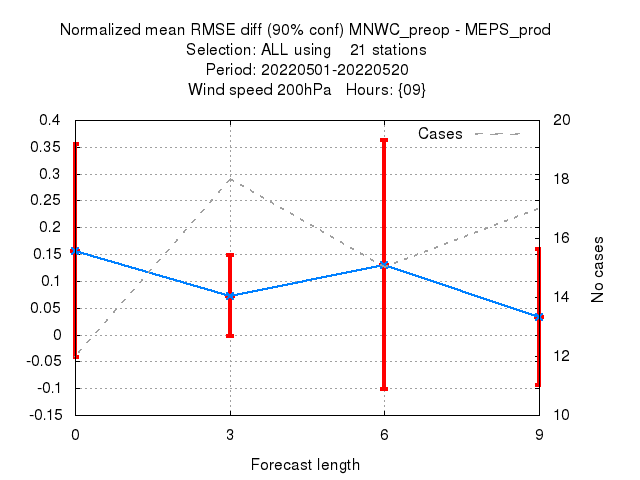 Normalized mean RMSE diff (90% conf) MNWC_preop - MEPS_prod
Selection: ALL using    21 stations
Period: 20220501-20220520
Wind speed 200hPa   Hours: {09}
Cases
0.4
0.35
0.3
0.25
0.2
0.15
0.1
0.05
0
-0.05
-0.1
-0.15
20
18
16
14
12
10
No cases
0 3 6 9
Forecast length